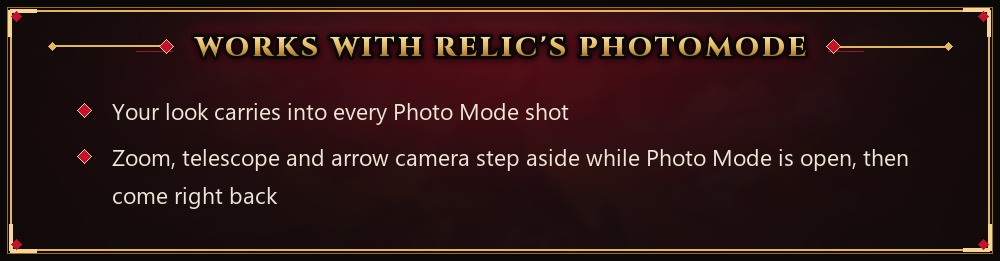 WORKS WITH RELIC'S PHOTOMODE
Your look carries into every Photo Mode shot
Zoom, telescope and arrow camera step aside while Photo Mode is open, then
come right back